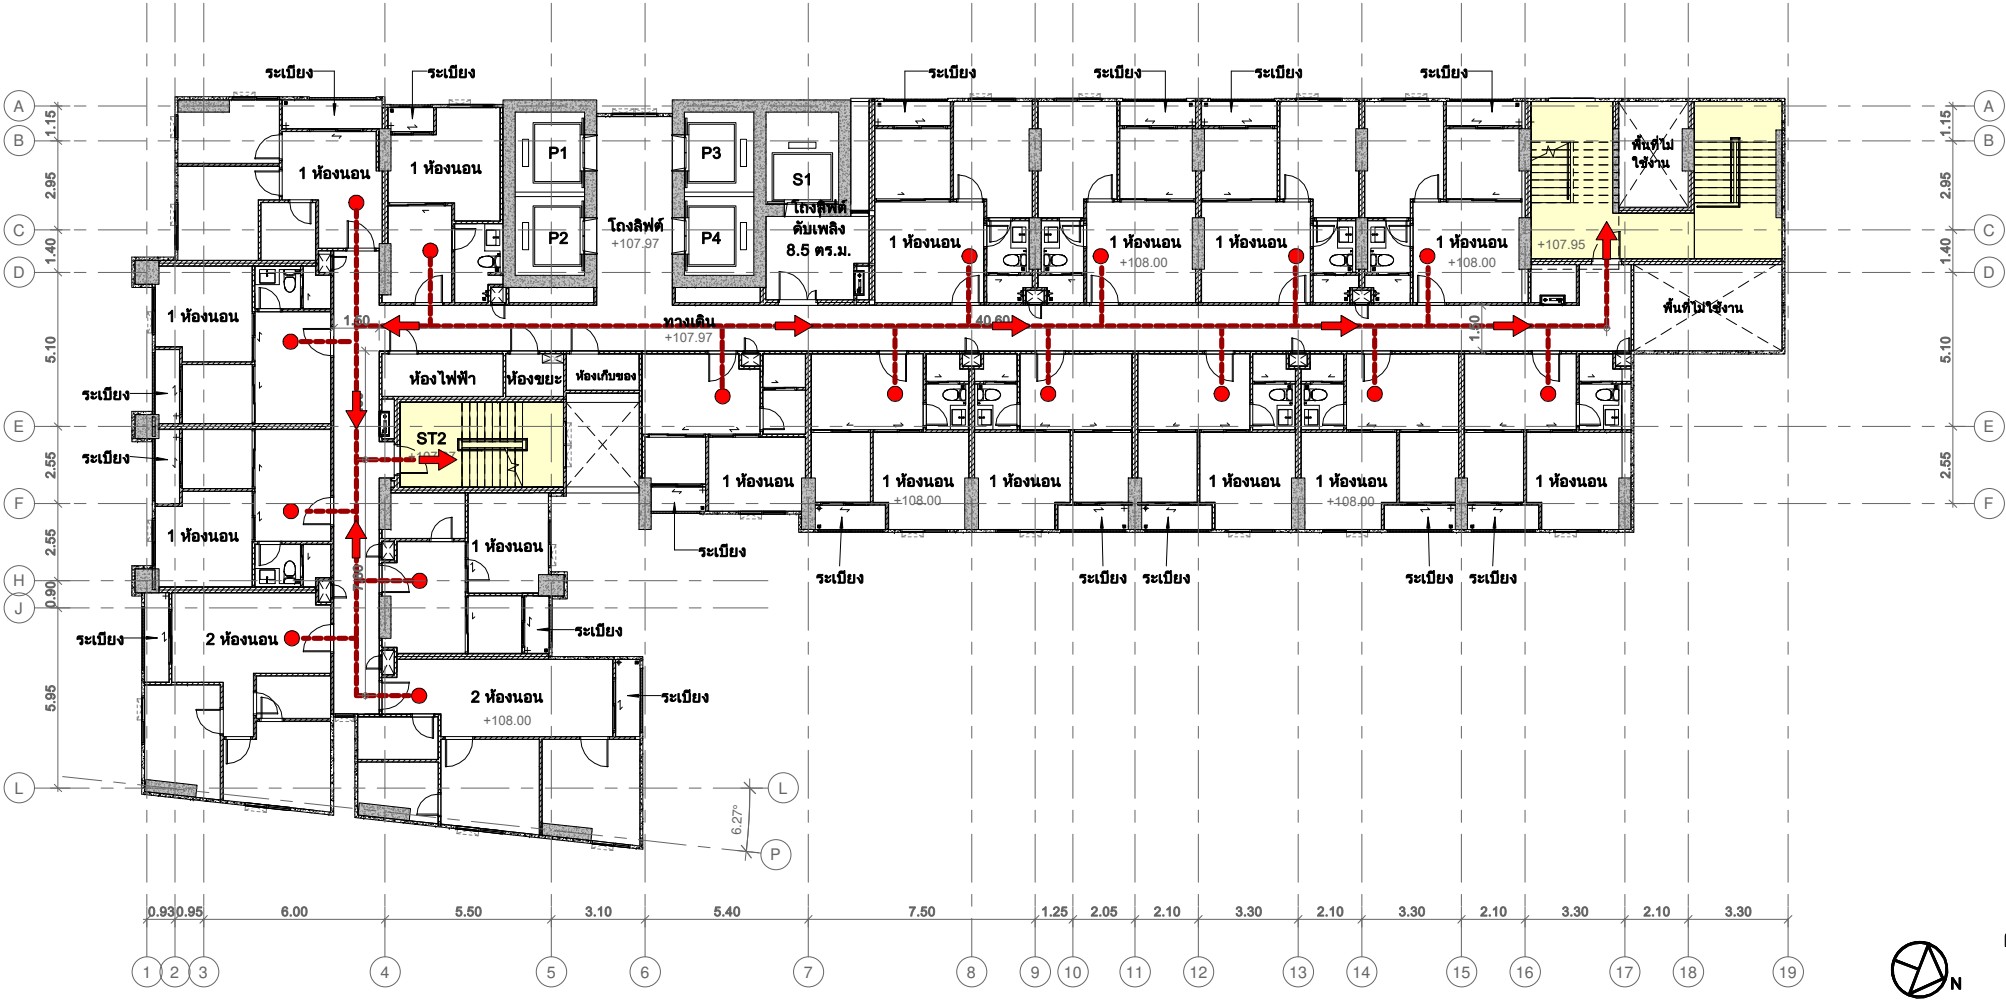 ระเบียง ระเบียง ระเบียง ระเบียง ระเบียง ระเบียง
A A
1.15 1.15
B B
P1 P3 พื้นที่ไม่
ใช้งาน
1 ห้องนอน 1 ห้องนอน S1
2.95 2.95
โถงลิฟต์
ดับเพลิง
8.5 ตร.ม.
โถงลิฟต์
+107.97
C C
P2 P4
1 ห้องนอน 1 ห้องนอน 1 ห้องนอน 1 ห้องนอน
+108.00 +108.00 +107.95
1.40 1.40
D D
1 ห้องนอน
พื้นที่ไม่ใช้งาน
1.50 ทางเดิน 40.60 1.50
+107.97
5.10 5.10
ห้องไฟฟ้า ห้องขยะ ห้องเก็บของ
ระเบียง
E E
ST2
ระเบียง
2.55 2.55
1 ห้องนอน 1 ห้องนอน 1 ห้องนอน 1 ห้องนอน 1 ห้องนอน 1 ห้องนอน
+108.00 +108.00
F F
1 ห้องนอน 1 ห้องนอน
2.55
ระเบียง
ระเบียง ระเบียง ระเบียง ระเบียง ระเบียง
H
0.90
J
ระเบียง 2 ห้องนอน ระเบียง
5.95
2 ห้องนอน ระเบียง
+108.00
L L
6.27°
P
0.93 0.95 6.00 5.50 3.10 5.40 7.50 1.25 2.05 2.10 3.30 2.10 3.30 2.10 3.30 2.10 3.30
1 2 3 4 5 6 7 8 9 10 11 12 13 14 15 16 17 18 19
N